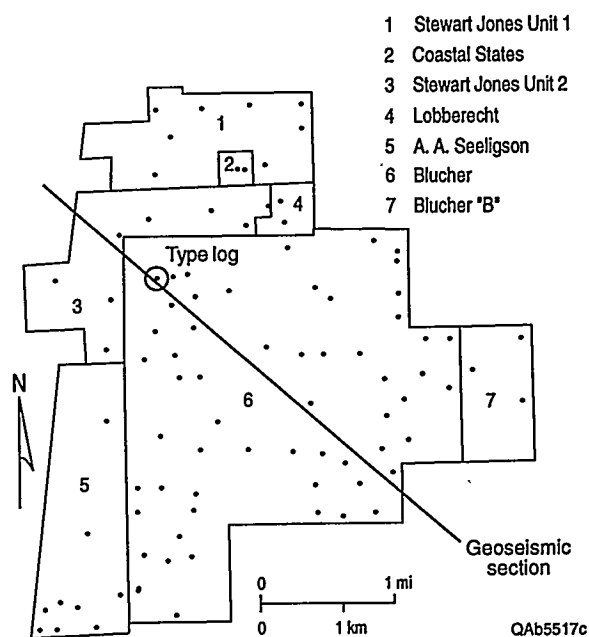 1 Stewart Jones Unit 1
2 Coastal States
3 Stewart Jones Unit 2
4 Lobberecht
5 A. A. Seeligson
6 Blucher
7 Blucher "B"
1
2
4
Type log
3
N
6
7
5
Geoseismic
section
0 1 mi
0 1 km
QAb5517c